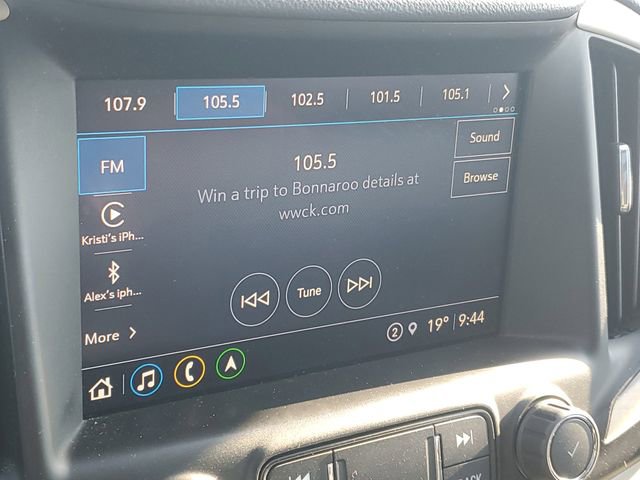 107.9 105.5 102.5 101.5 105.1
FM
105.5
Sound
Win a trip to Bonnaroo details at
wwck.com
Browse
Kristi's iPh...
Alex's iph...
Tune
More
2 19° 9:44
BACK